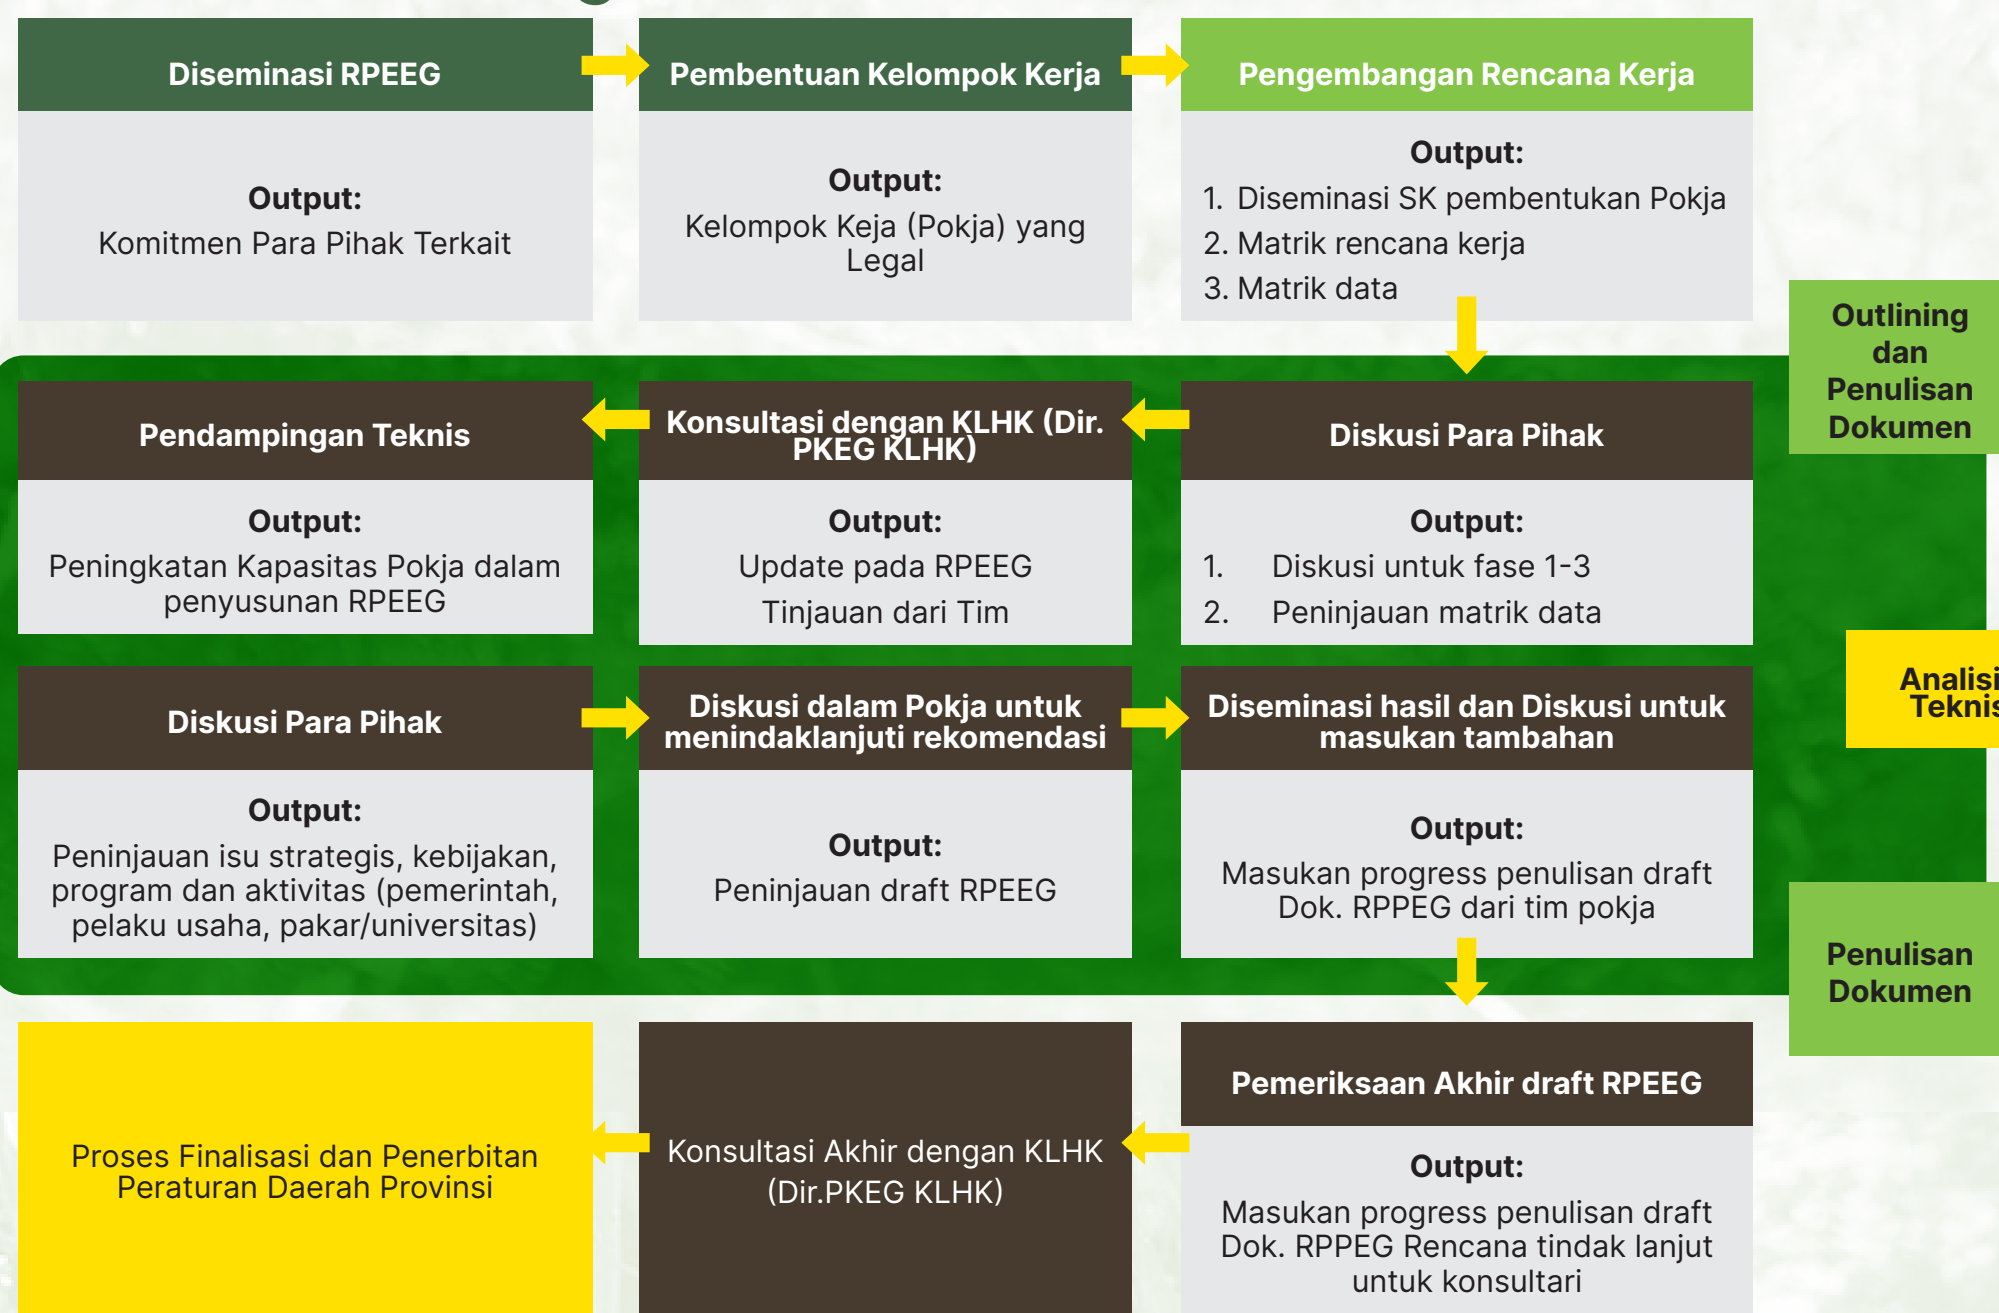 Diseminasi RPEEG
Output:
Komitmen Para Pihak Terkait
Pembentuan Kelompok Kerja
Output:
Kelompok Keja (Pokja) yang
Legal
Pengembangan Rencana Kerja
Output:
1. Diseminasi SK pembentukan Pokja
2. Matrik rencana kerja
3. Matrik data
Outlining
dan
Penulisan
Dokumen
Diskusi Para Pihak
Output:
1. Diskusi untuk fase 1-3
2. Peninjauan matrik data
Konsultasi dengan KLHK (Dir.
PKEG KLHK)
Output:
Update pada RPEEG
Tinjauan dari Tim
Pendampingan Teknis
Output:
Peningkatan Kapasitas Pokja dalam
penyusunan RPEEG
Analisi
Teknis
Diskusi Para Pihak
Output:
Peninjauan isu strategis, kebijakan,
program dan aktivitas (pemerintah,
pelaku usaha, pakar/universitas)
Diskusi dalam Pokja untuk
menindaklanjuti rekomendasi
Output:
Peninjauan draft RPEEG
Diseminasi hasil dan Diskusi untuk
masukan tambahan
Output:
Masukan progress penulisan draft
Dok. RPPEG dari tim pokja
Penulisan
Dokumen
Pemeriksaan Akhir draft RPEEG
Output:
Masukan progress penulisan draft
Dok. RPPEG Rencana tindak lanjut
untuk konsultari
Konsultasi Akhir dengan KLHK
(Dir.PKEG KLHK)
Proses Finalisasi dan Penerbitan
Peraturan Daerah Provinsi